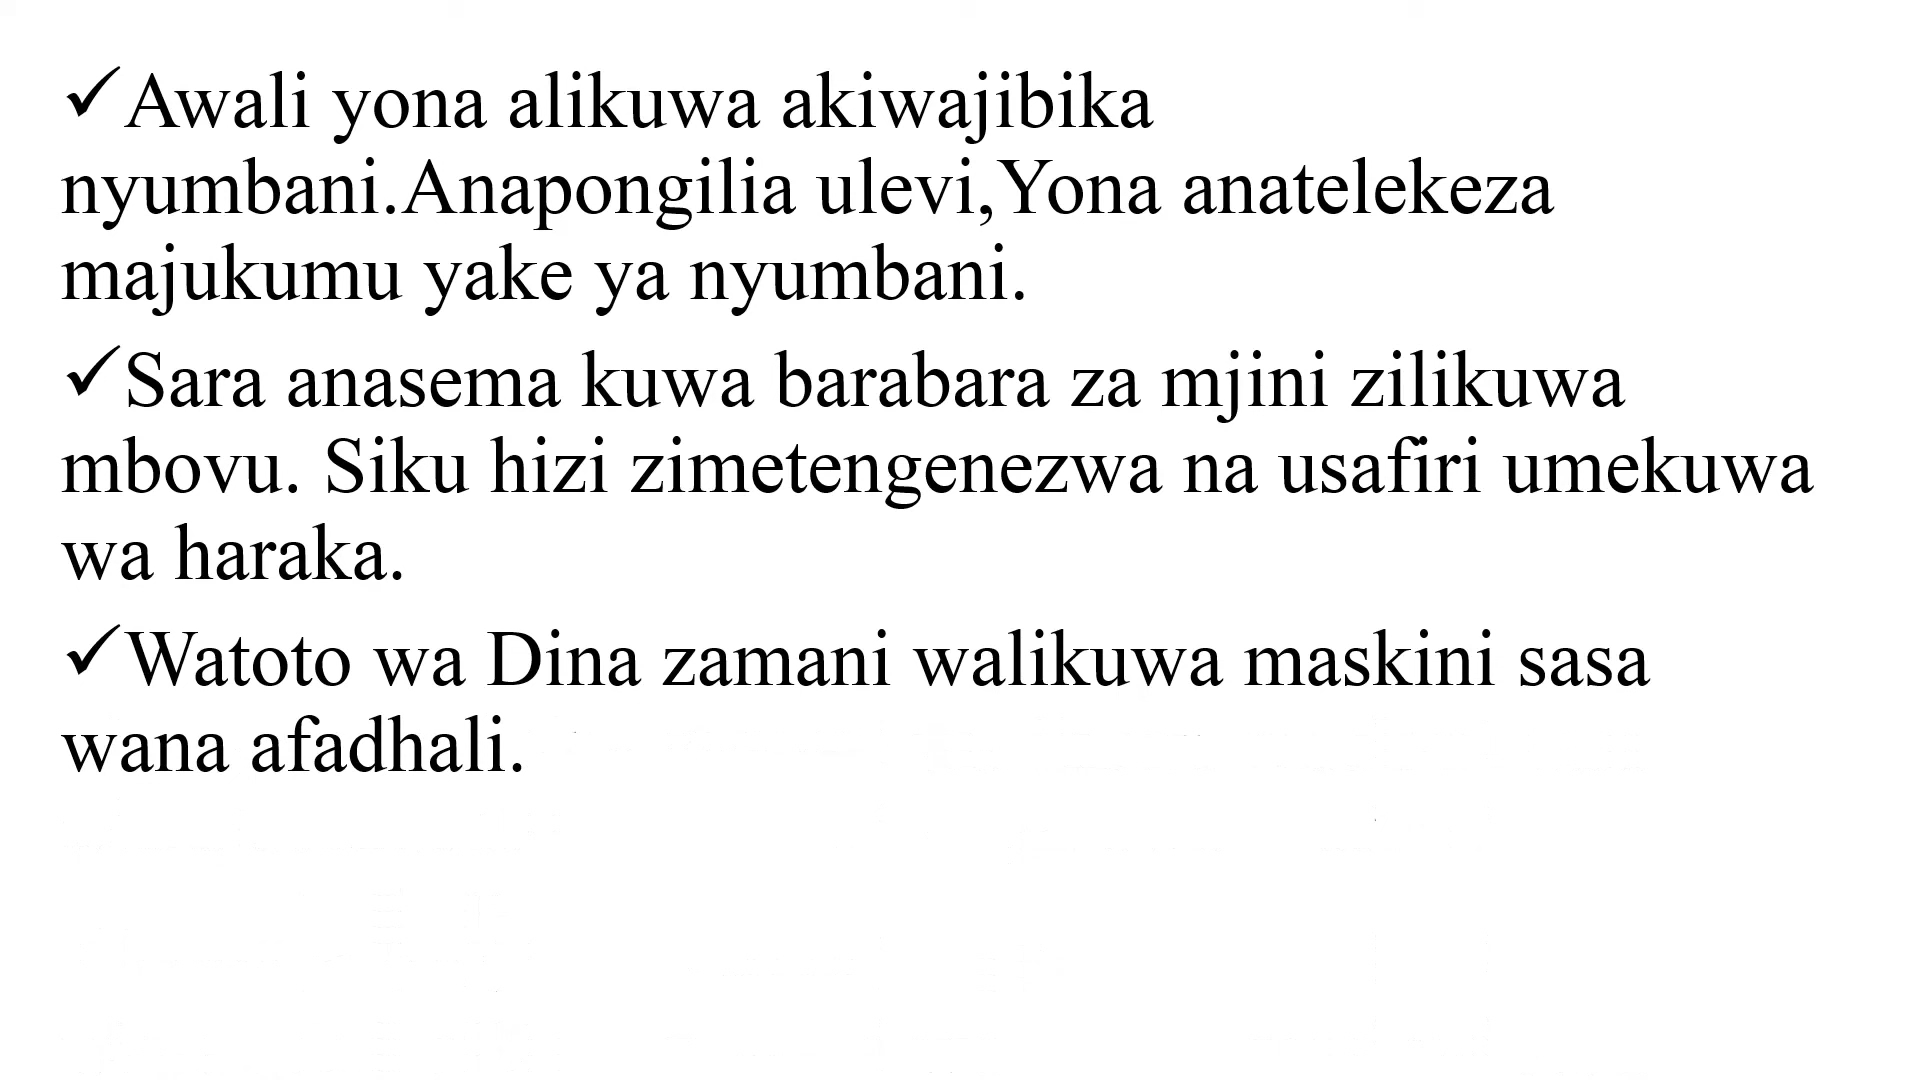 ✓Awali yona alikuwa akiwajibika
nyumbani.Anapongilia ulevi,Yona anatelekeza
majukumu yake ya nyumbani.
✓Sara anasema kuwa barabara za mjini zilikuwa
mbovu. Siku hizi zimetengenezwa na usafiri umekuwa
wa haraka.
✓Watoto wa Dina zamani walikuwa maskini sasa
wana afadhali.